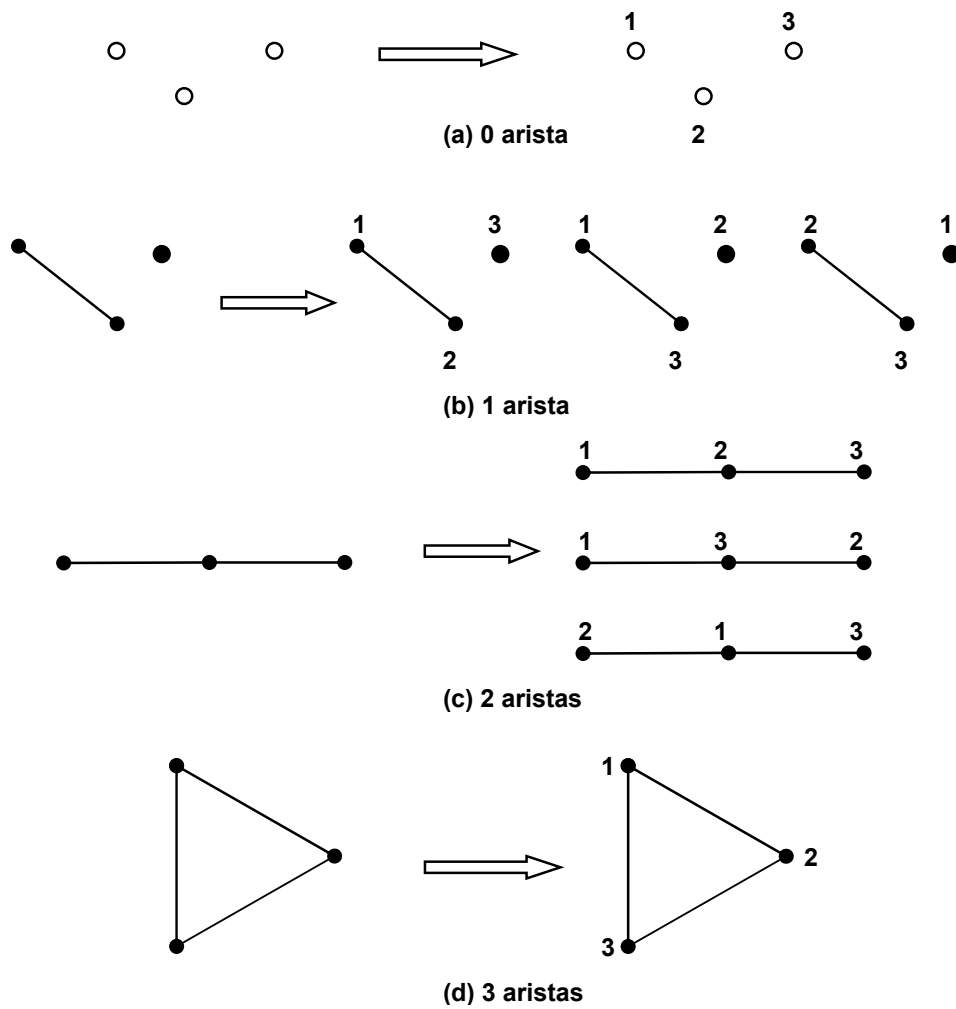 1 3
2
(a) 0 arista
1 3 1 2 2 1
2 3 3
(b) 1 arista
1 2 3
1 3 2
2 1 3
(c) 2 aristas
1
2
3
(d) 3 aristas